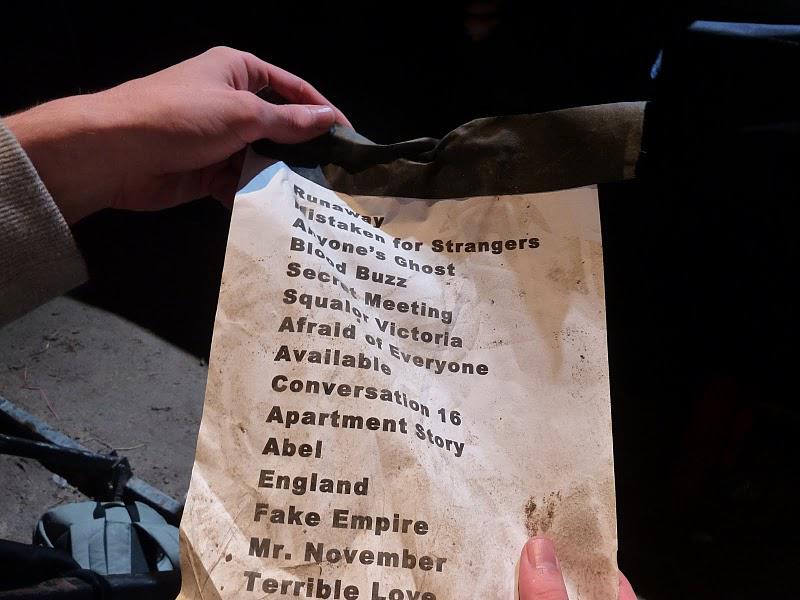 Runaway
Mistaken for Strangers
Anyone's Ghost
Blood Buzz
Secret Meeting
Squalor Victoria
Afraid of Everyone
Available
Conversation 16
Apartment Story
Abel
England
Fake Empire
Mr. November
Terrible Love